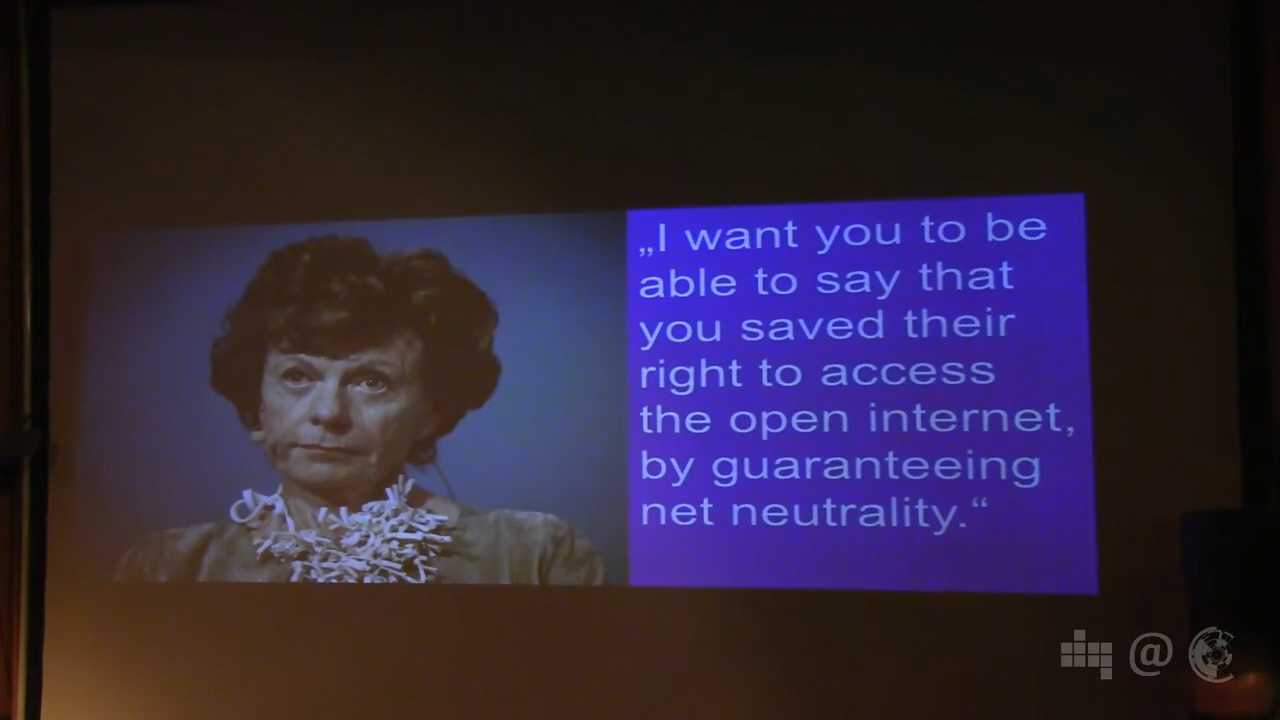 „I want you to be
able to say that
you saved their
right to access
the open internet,
by guaranteeing
net neutrality.“
@